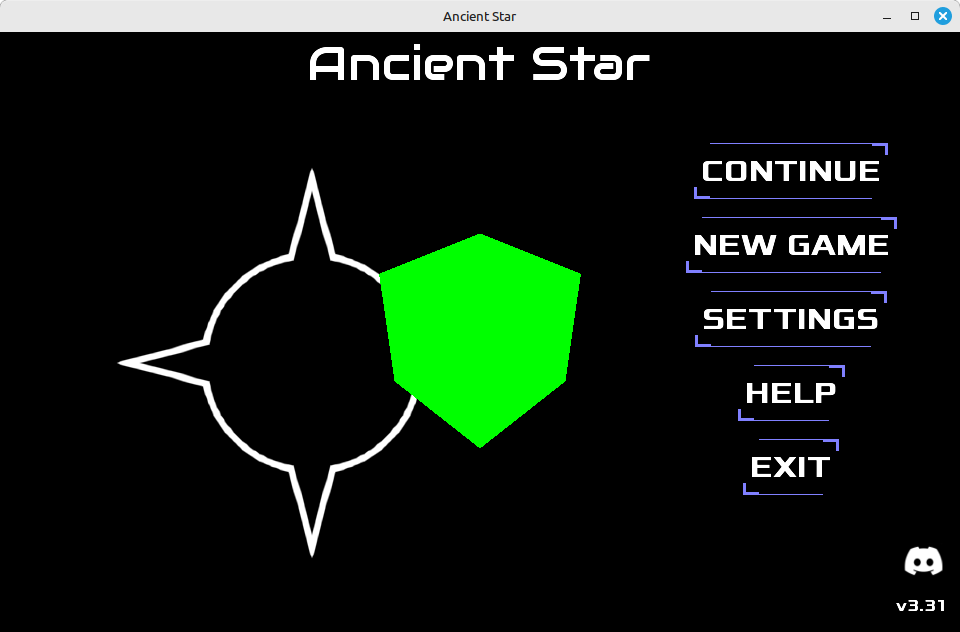 Ancient Star
Ancient Star
CONTINUE
NEW GAME
SETTINGS
HELP
EXIT
v3.31